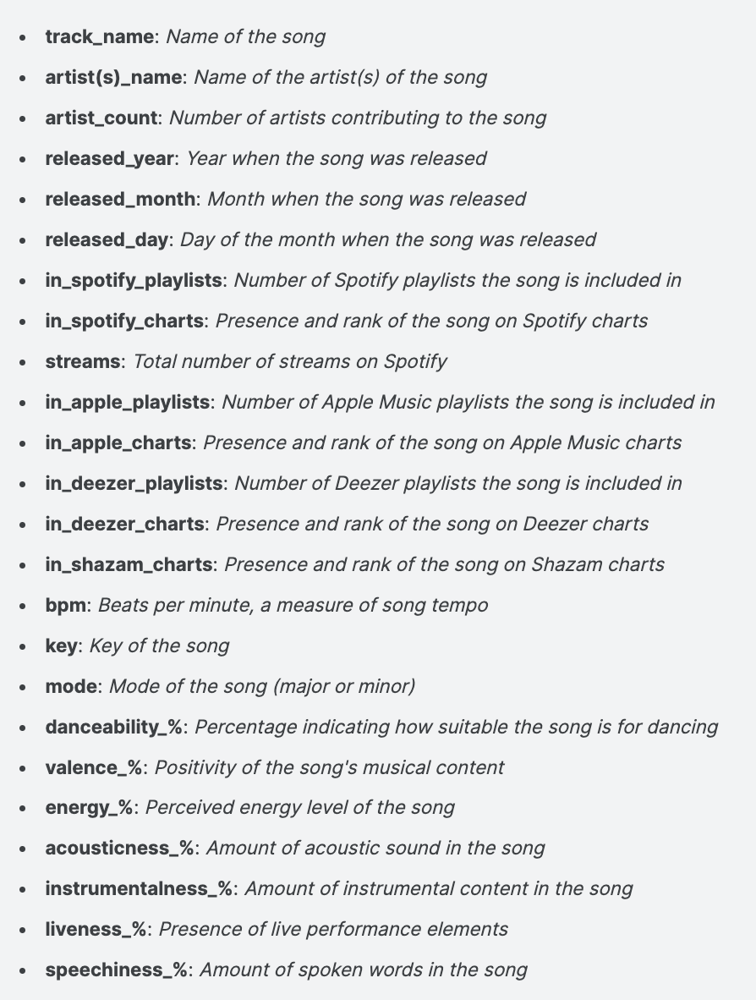 • track_name: Name of the song
• artist(s)_name: Name of the artist(s) of the song
• artist_count: Number of artists contributing to the song
• released_year: Year when the song was released
• released_month: Month when the song was released
• released_day: Day of the month when the song was released
• in_spotify_playlists: Number of Spotify playlists the song is included in
• in_spotify_charts: Presence and rank of the song on Spotify charts
• streams: Total number of streams on Spotify
• in_apple_playlists: Number of Apple Music playlists the song is included in
• in_apple_charts: Presence and rank of the song on Apple Music charts
• in_deezer_playlists: Number of Deezer playlists the song is included in
• in_deezer_charts: Presence and rank of the song on Deezer charts
• in_shazam_charts: Presence and rank of the song on Shazam charts
• bpm: Beats per minute, a measure of song tempo
• key: Key of the song
• mode: Mode of the song (major or minor)
• danceability_%: Percentage indicating how suitable the song is for dancing
• valence_%: Positivity of the song's musical content
• energy_%: Perceived energy level of the song
• acousticness_%: Amount of acoustic sound in the song
• instrumentalness_%: Amount of instrumental content in the song
• liveness_%: Presence of live performance elements
• speechiness_%: Amount of spoken words in the song